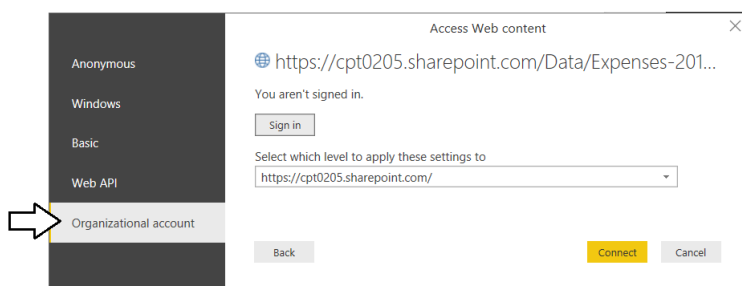 Access Web content
Anonymous
Windows
Basic
Web API
Organizational account
https://cpt0205.sharepoint.com/Data/Expenses-201...
You aren't signed in.
Sign in
Select which level to apply these settings to
https://cpt0205.sharepoint.com/
Back
Connect
Cancel